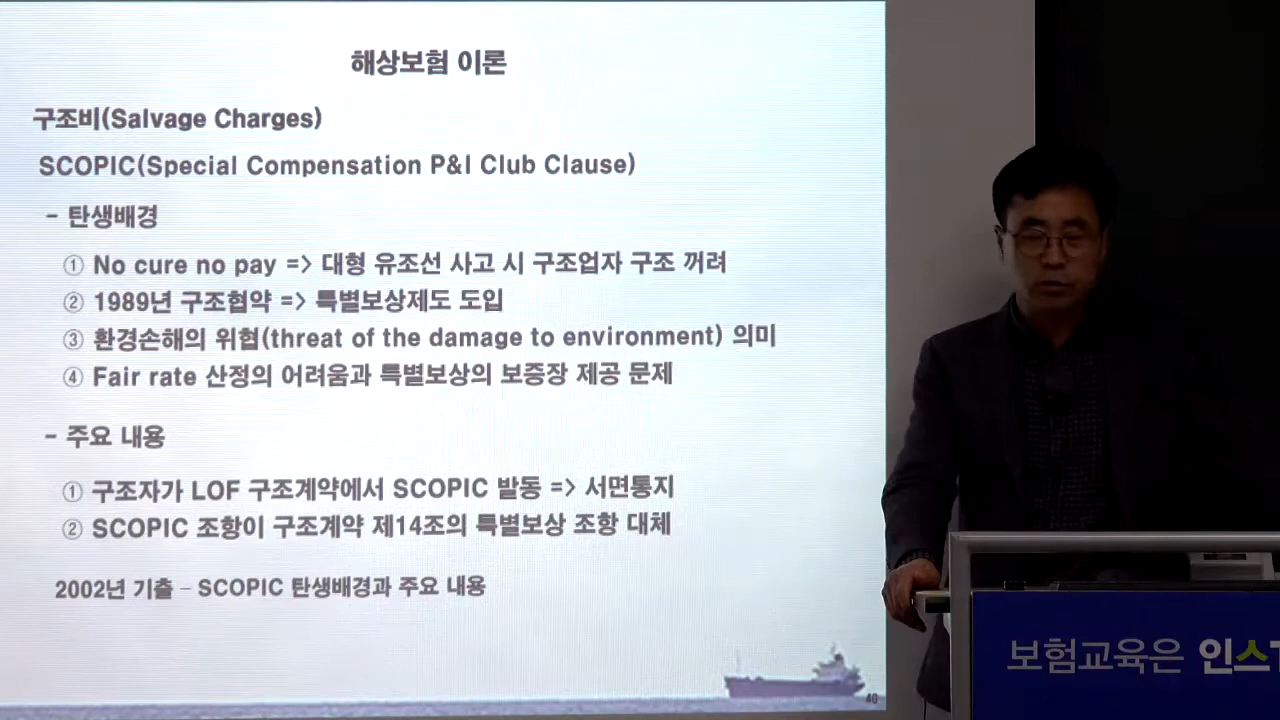 해상보험 이론
구조비(Salvage Charges)
SCOPIC(Special Compensation P&I Club Clause)
- 탄생배경
① No cure no pay => 대형 유조선 사고 시 구조업자 구조 꺼려
② 1989년 구조협약 => 특별보상제도 도입
③ 환경손해의 위협(threat of the damage to environment) 의미
④ Fair rate 산정의 어려움과 특별보상의 보증장 제공 문제
- 주요 내용
① 구조자가 LOF 구조계약에서 SCOPIC 발동 => 서면통지
② SCOPIC 조항이 구조계약 제14조의 특별보상 조항 대체
2002년 기출 – SCOPIC 탄생배경과 주요 내용
40
보험교육은 인스